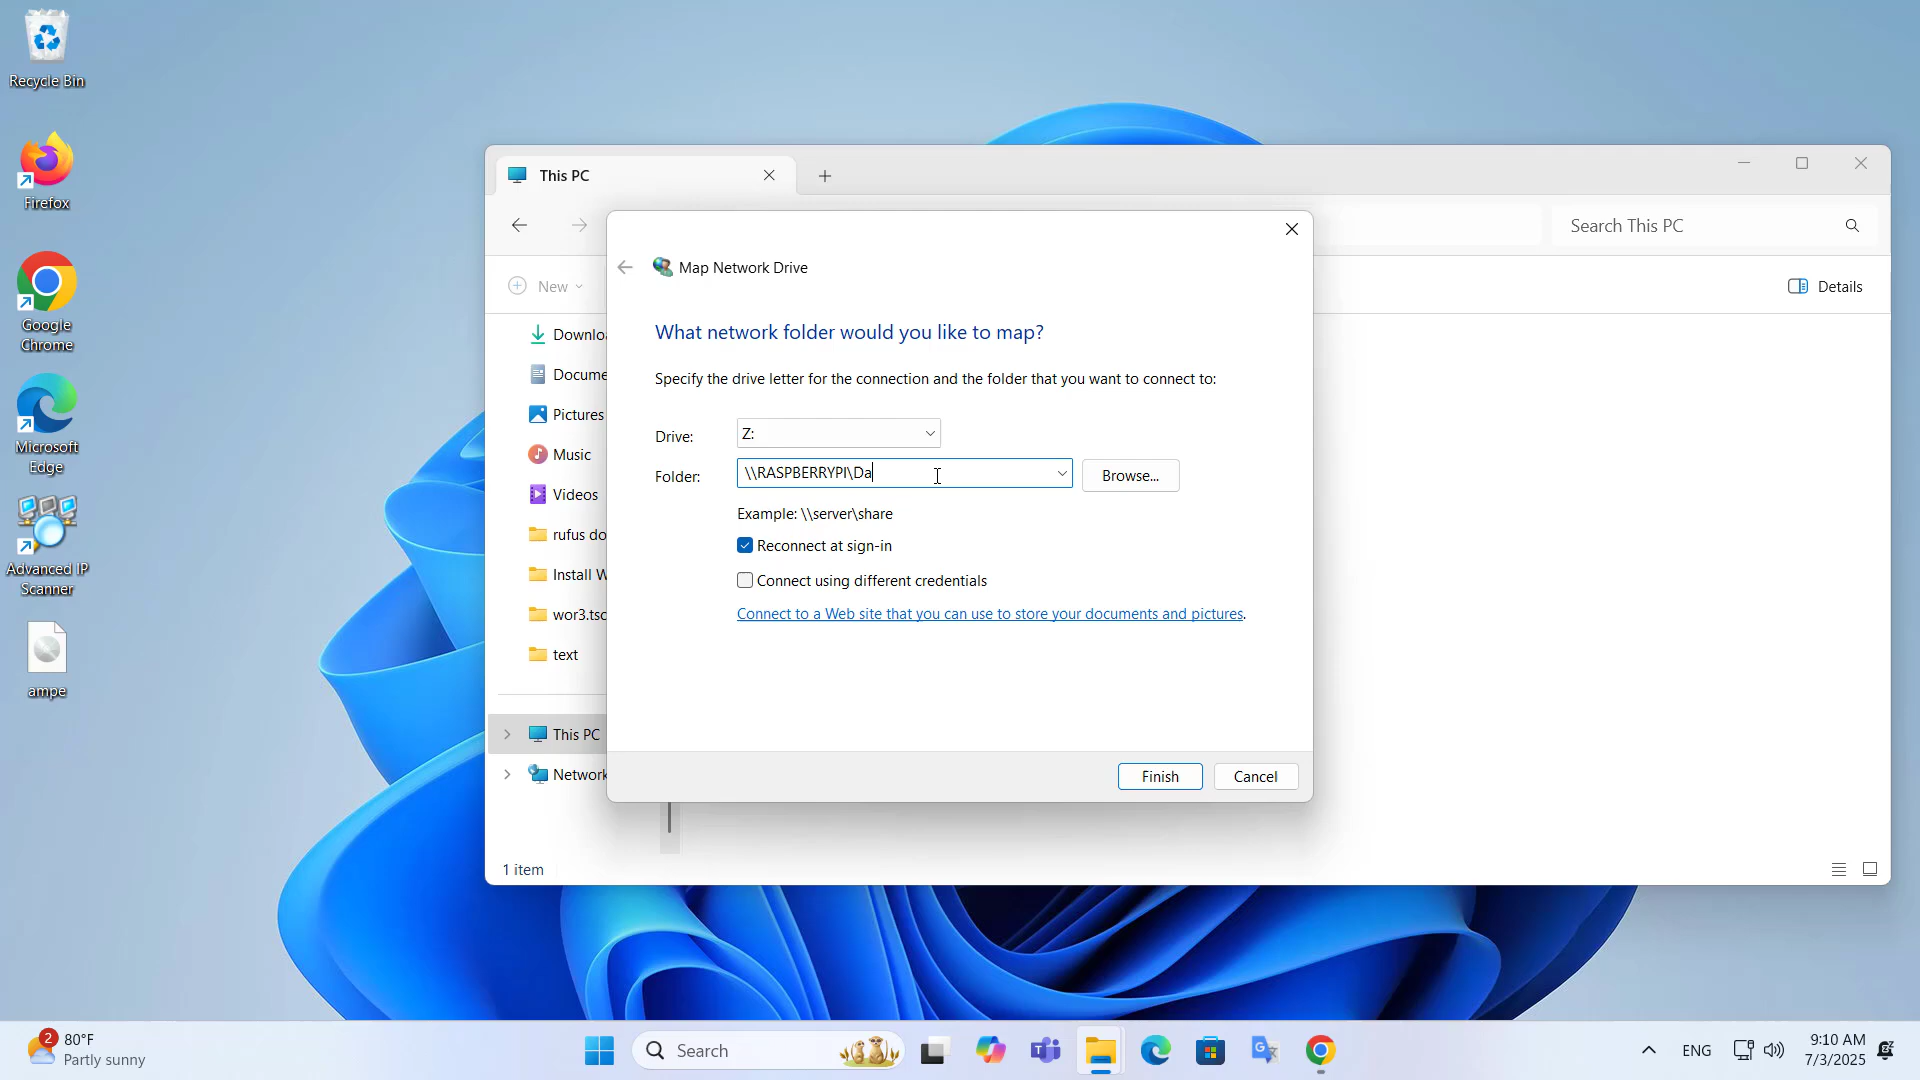 Recycle Bin
Firefox
Google
Chrome
Microsoft
Edge
Advanced IP
Scanner
ampe
This PC
Search This PC
New
Details
Downlo
Docume
Pictures
Music
Videos
rufus do
Install W
wor3.tsc
text
This PC
Network
1 item
Map Network Drive
What network folder would you like to map?
Specify the drive letter for the connection and the folder that you want to connect to:
Drive: Z:
Folder: \\RASPBERRYPI\Da Browse...
Example: \\server\share
Reconnect at sign-in
Connect using different credentials
Connect to a Web site that you can use to store your documents and pictures.
Finish Cancel
2
80°F
Partly sunny
Search
ENG
9:10 AM
7/3/2025